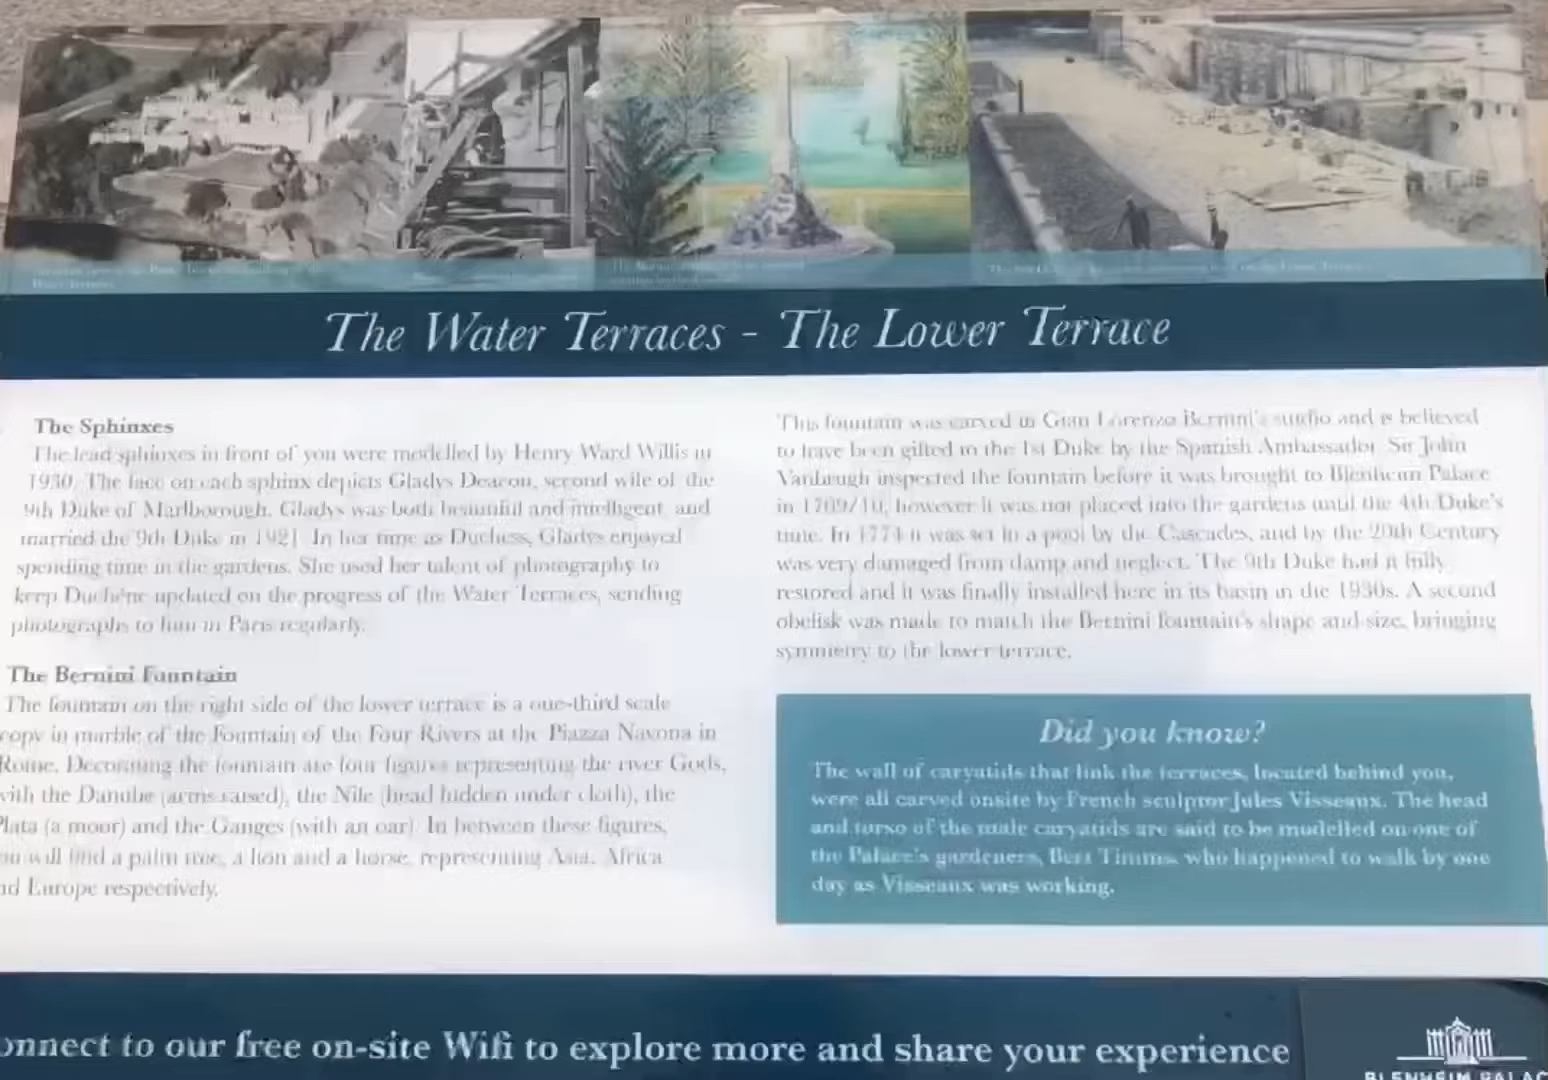 The Water Terraces - The Lower Terrace
The Sphinxes
The lead sphinxes in front of you were modelled by Henry Ward Willis in
1930. The face on each sphinx depicts Gladys Deacon, second wife of the
9th Duke of Marlborough. Gladys was both beautiful and intelligent, and
married the 9th Duke in 1921. In her time as Duchess, Gladys enjoyed
spending time in the gardens. She used her talent of photography to
keep Duchêne updated on the progress of the Water Terraces, sending
photographs to him in Paris regularly.
The Bernini Fountain
The fountain on the right side of the lower terrace is a one-third scale
copy in marble of the Fountain of the Four Rivers at the Piazza Navona in
Rome. Decorating the fountain are four figures representing the river Gods,
with the Danube (arms raised), the Nile (head hidden under cloth), the
Plata (a moor) and the Ganges (with an oar). In between these figures,
ou will find a palm tree, a lion and a horse, representing Asia, Africa
nd Europe respectively.
This fountain was carved in Gian Lorenzo Bernini's studio and is believed
to have been gifted to the 1st Duke by the Spanish Ambassador. Sir John
Vanbrugh inspected the fountain before it was brought to Blenheim Palace
in 1709/10, however it was not placed into the gardens until the 4th Duke's
time. In 1774 it was set in a pool by the Cascades, and by the 20th Century
was very damaged from damp and neglect. The 9th Duke had it fully
restored and it was finally installed here in its basin in the 1930s. A second
obelisk was made to match the Bernini fountain's shape and size, bringing
symmetry to the lower terrace.
Did you know?
The wall of caryatids that link the terraces, located behind you,
were all carved onsite by French sculptor Jules Visseaux. The head
and torso of the male caryatids are said to be modelled on one of
the Palace's gardeners, Bert Timms, who happened to walk by one
day as Visseaux was working.
onnect to our free on-site Wifi to explore more and share your experience
BLENHEIM PALAC